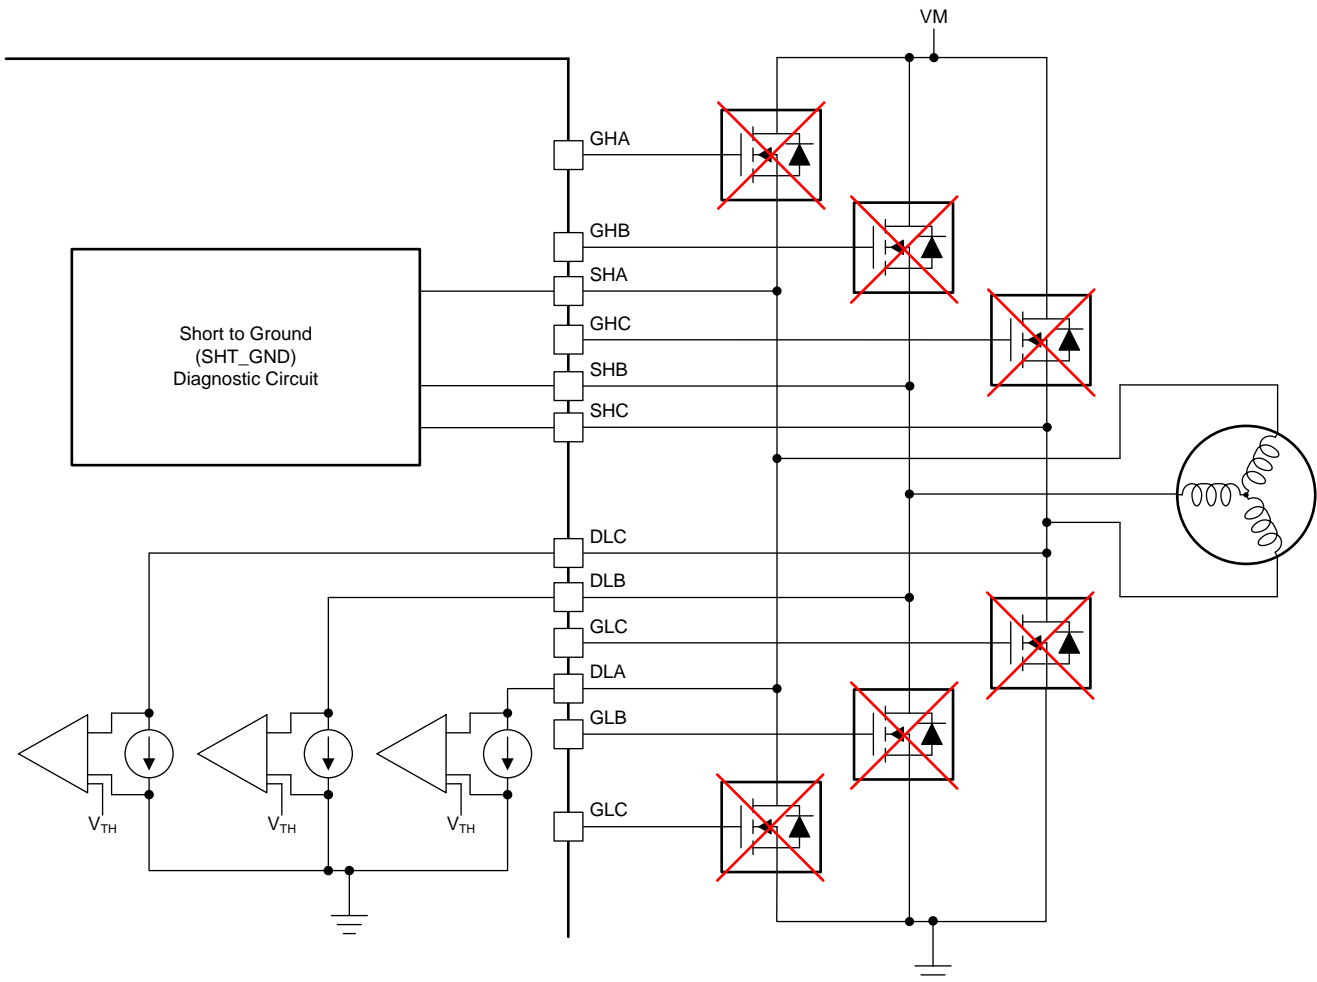 VM
GHA
GHB
SHA
GHC
SHB
SHC
Short to Ground
(SHT_GND)
Diagnostic Circuit
DLC
DLB
GLC
DLA
GLB
GLC
VTH
VTH
VTH